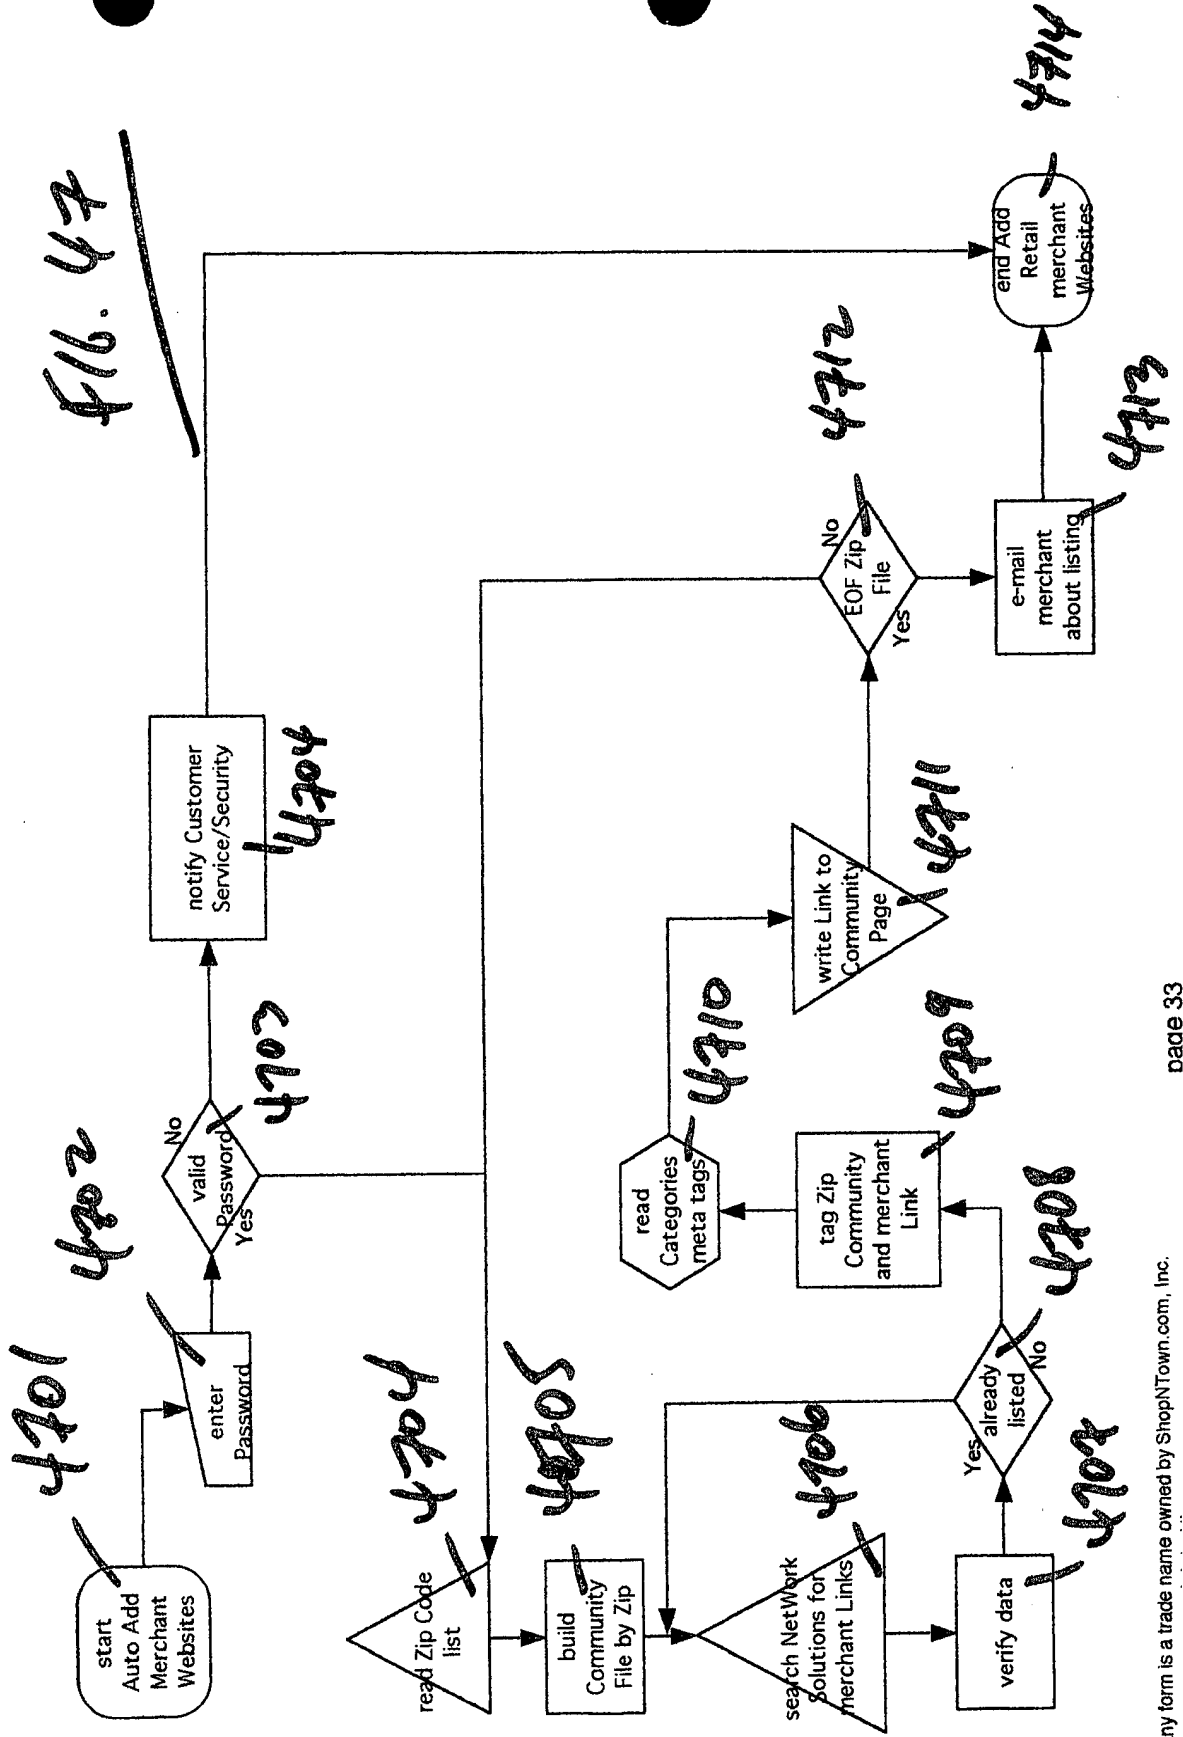 FIG. 47
4701
start
Auto Add
Merchant
Websites
4702
enter
Password
4703
valid
Password
No
Yes
4704
notify Customer
Service/Security
4704
read Zip Code
list
4705
build
Community
File by Zip
4706
search NetWork
Solutions for
merchant Links
4707
verify data
4708
already
listed
Yes
No
4709
tag Zip
Community
and merchant
Link
4710
read
Categories
meta tags
4711
write Link to
Community
Page
4712
EOF Zip
File
No
Yes
4713
e-mail
merchant
about listing
4714
end Add
Retail
merchant
Websites
ny form is a trade name owned by ShopNTown.com, Inc.
page 33